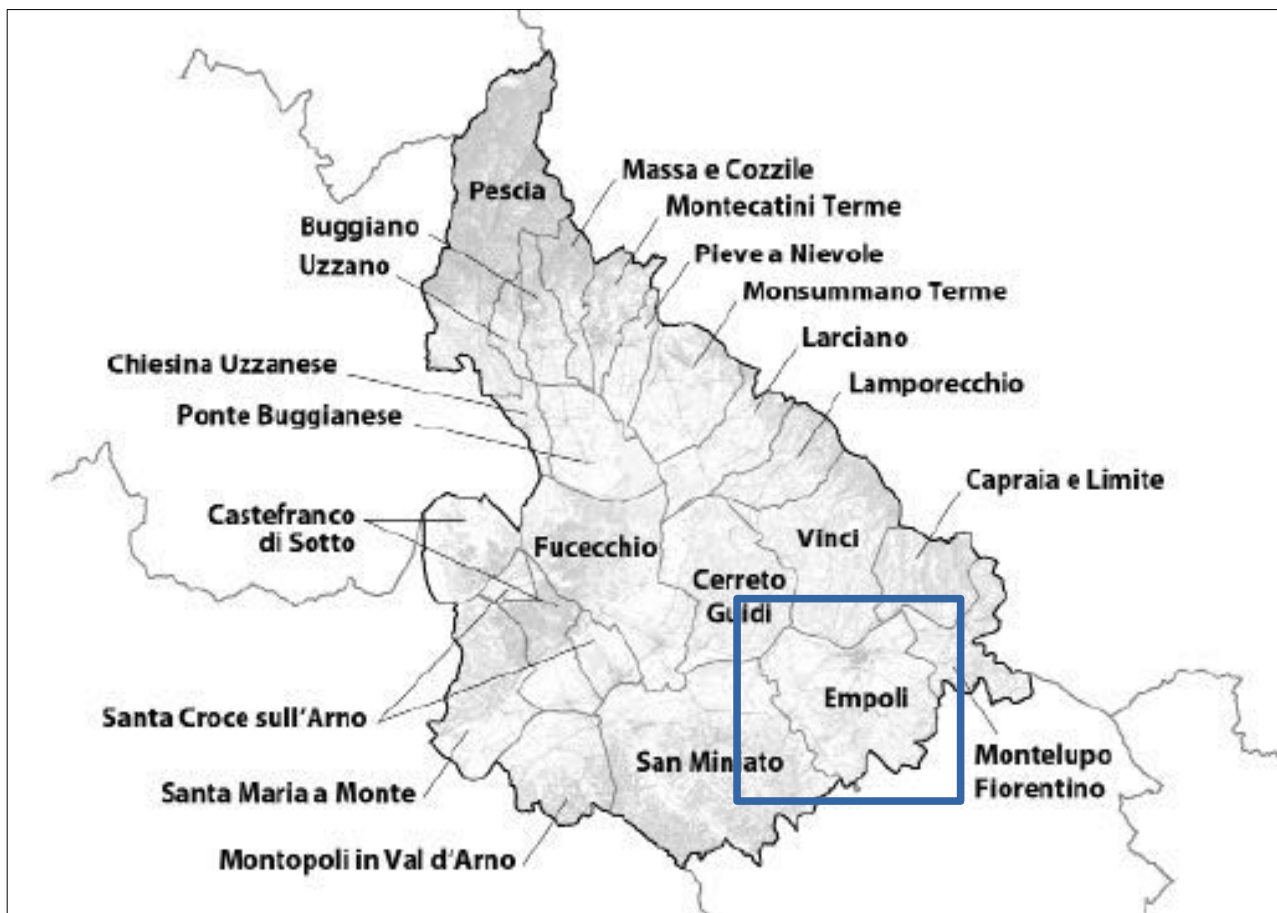 Pescia
Massa e Cozzile
Montecatini Terme
Buggiano
Pieve a Nievole
Uzzano
Monsummano Terme
Larciano
Chiesina Uzzanese
Lamporecchio
Ponte Buggianese
Capraia e Limite
Castefranco
di Sotto
Fucecchio
Vinci
Cerreto
Guidi
Empoli
Santa Croce sull'Arno
San Miniato
Montelupo
Fiorentino
Santa Maria a Monte
Montopoli in Val d'Arno